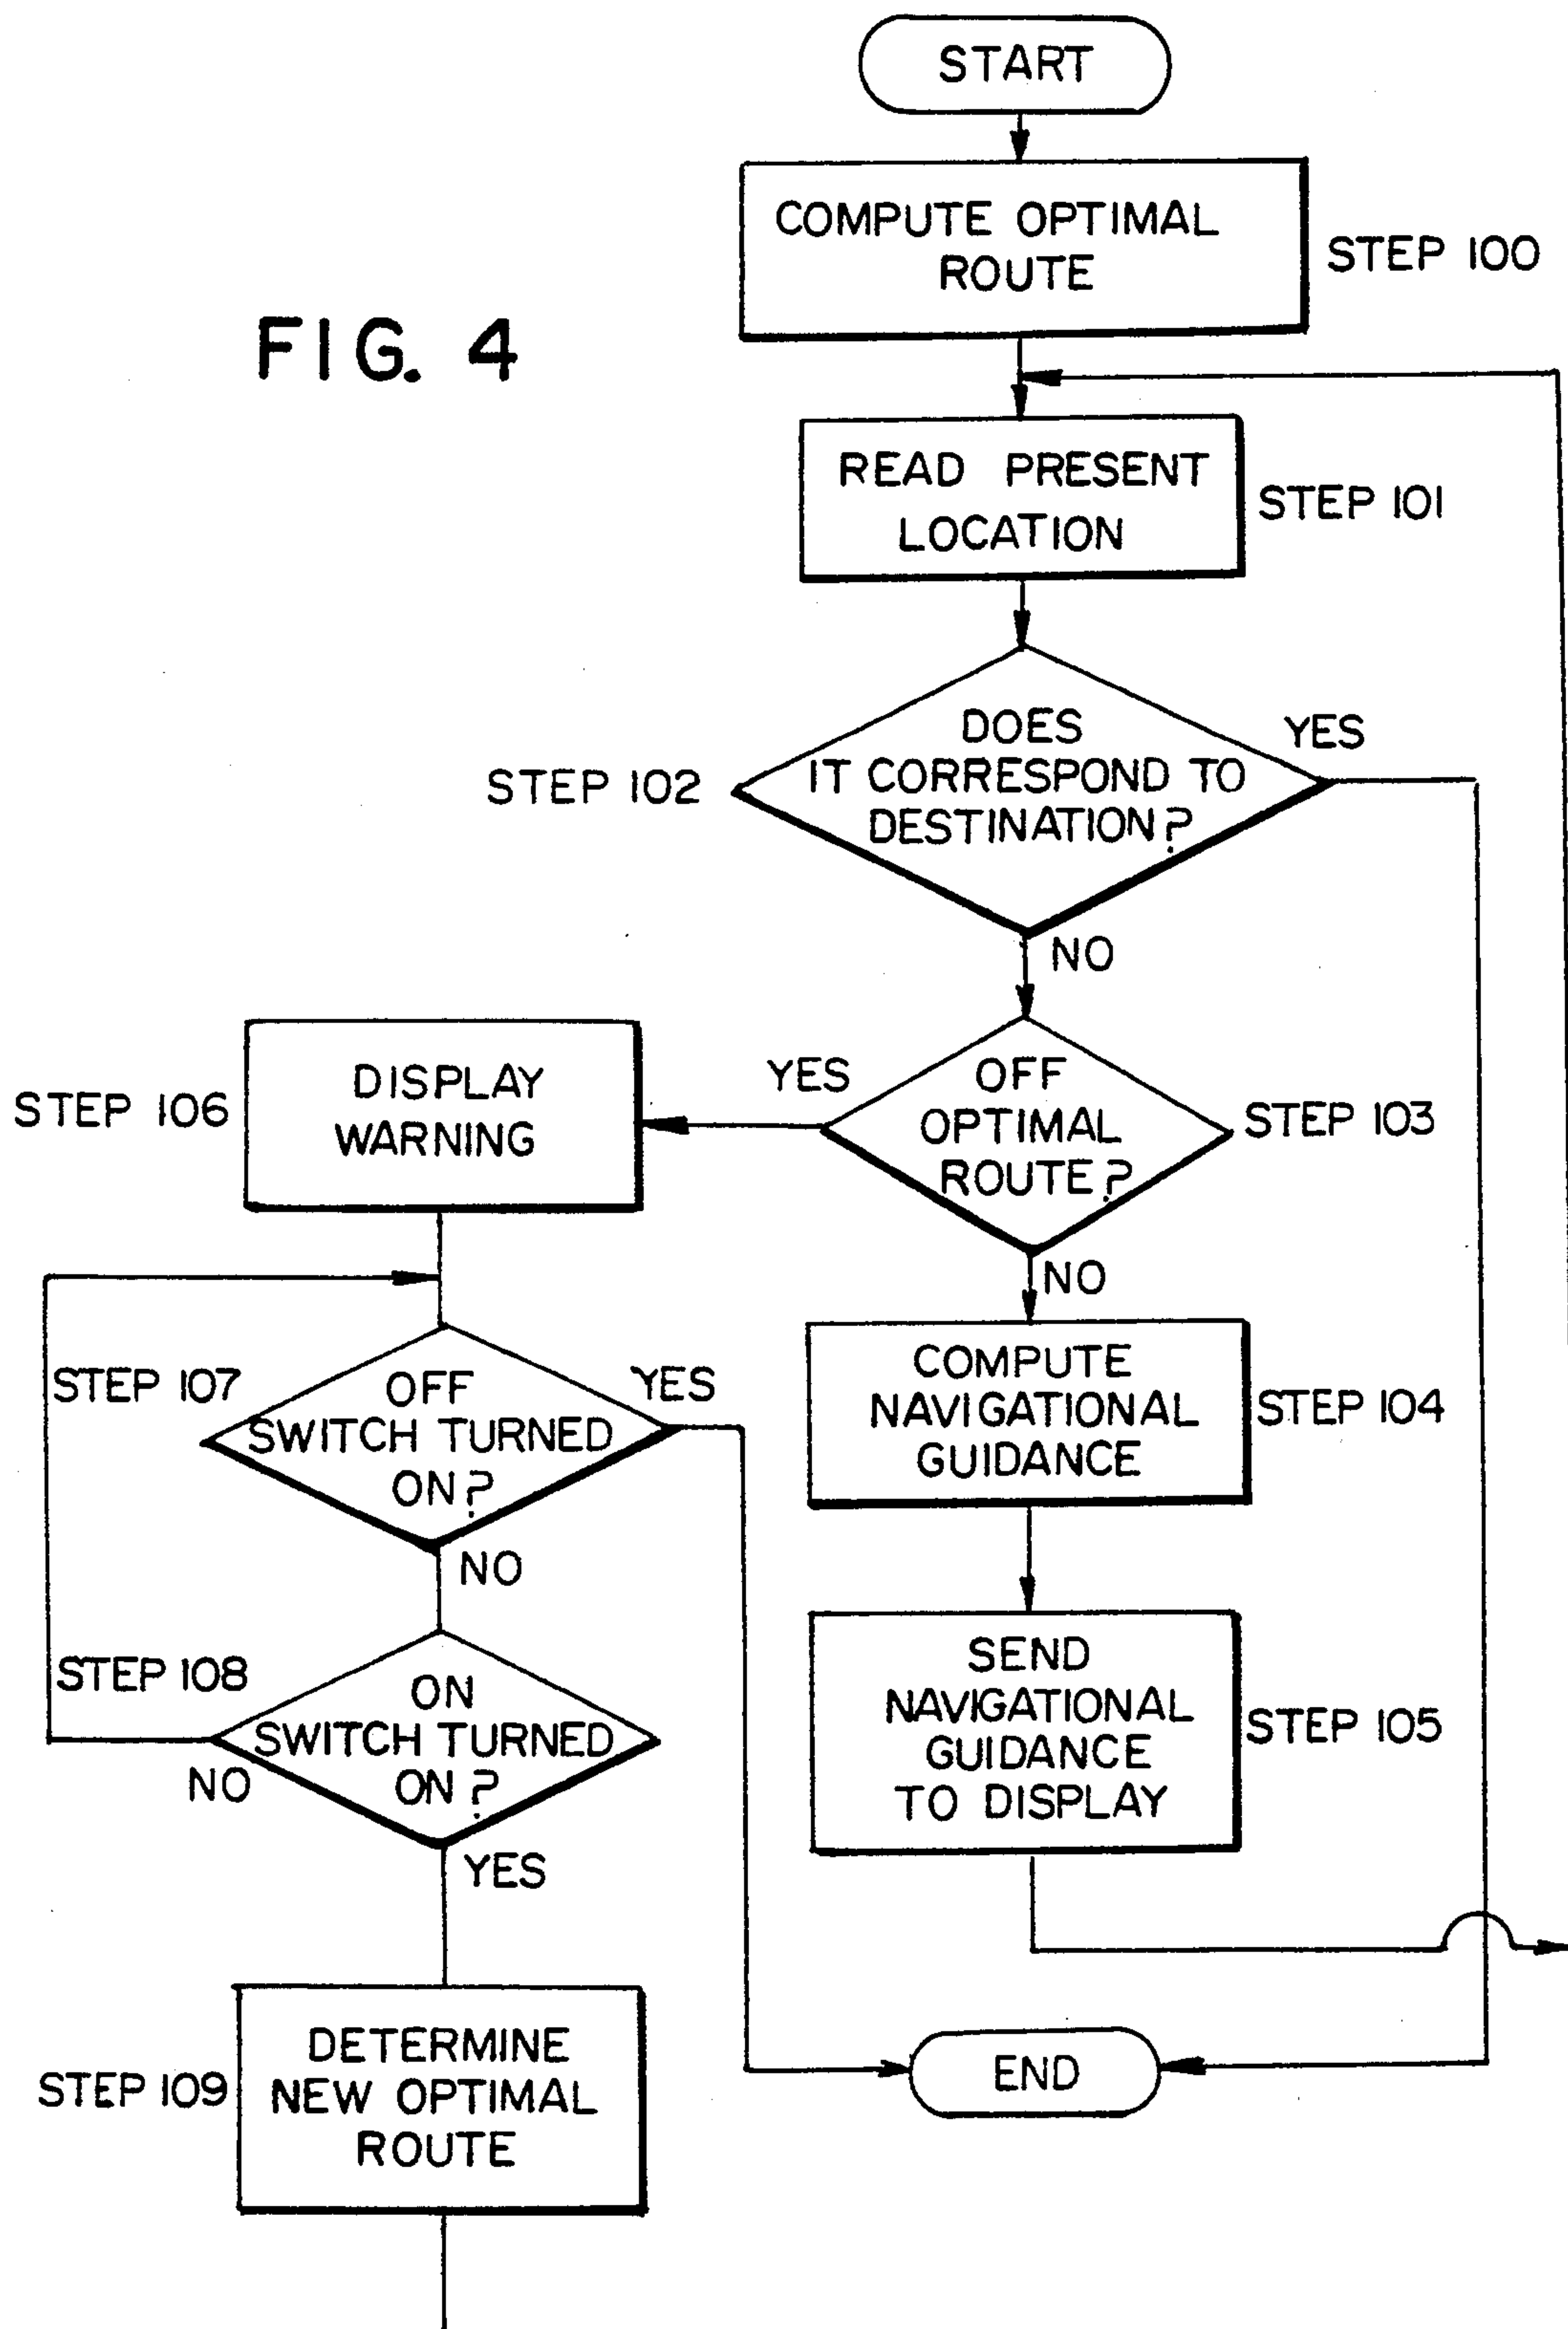 START
COMPUTE OPTIMAL
ROUTE
STEP 100
FIG. 4
READ PRESENT
LOCATION
STEP 101
DOES
IT CORRESPOND TO
DESTINATION?
STEP 102
YES
NO
OFF
OPTIMAL
ROUTE?
STEP 103
YES
NO
DISPLAY
WARNING
STEP 106
COMPUTE
NAVIGATIONAL
GUIDANCE
STEP 104
STEP 107
OFF
SWITCH TURNED
ON?
YES
NO
SEND
NAVIGATIONAL
GUIDANCE
TO DISPLAY
STEP 105
STEP 108
ON
SWITCH TURNED
ON?
NO
YES
DETERMINE
NEW OPTIMAL
ROUTE
STEP 109
END